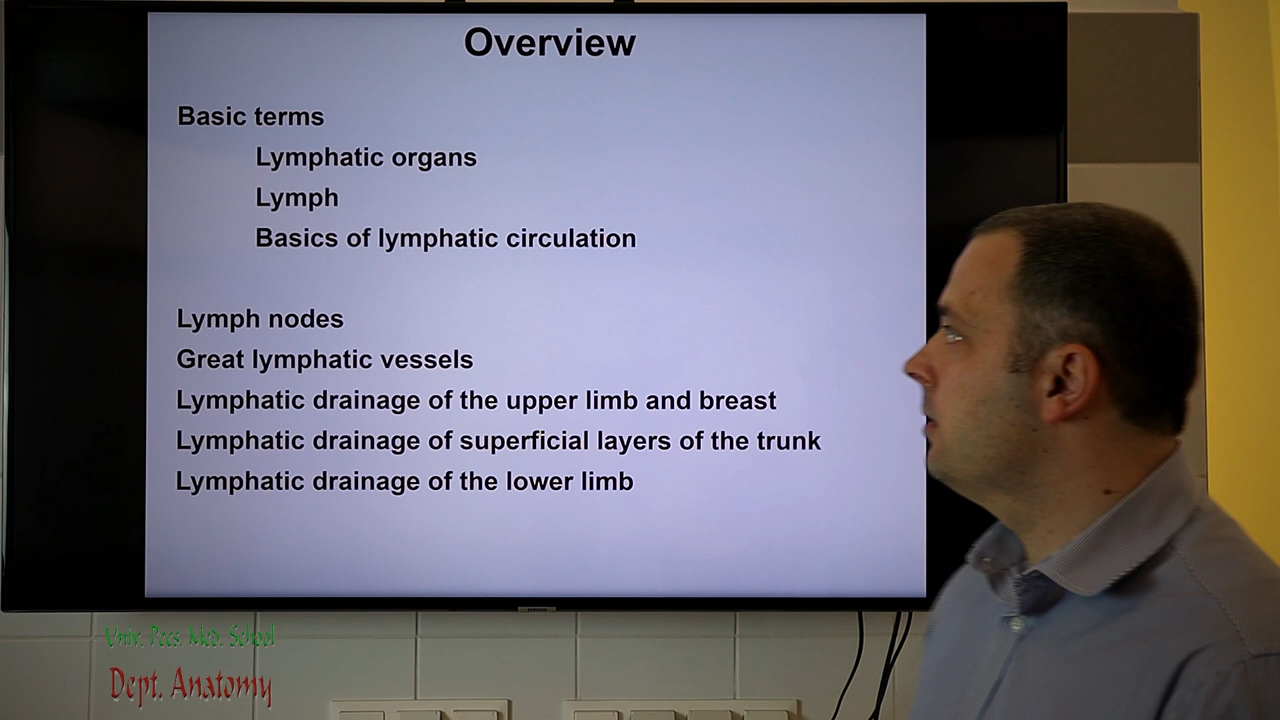 Overview
Basic terms
Lymphatic organs
Lymph
Basics of lymphatic circulation
Lymph nodes
Great lymphatic vessels
Lymphatic drainage of the upper limb and breast
Lymphatic drainage of superficial layers of the trunk
Lymphatic drainage of the lower limb
Univ. Pecs. Med. School
Dept. Anatomy